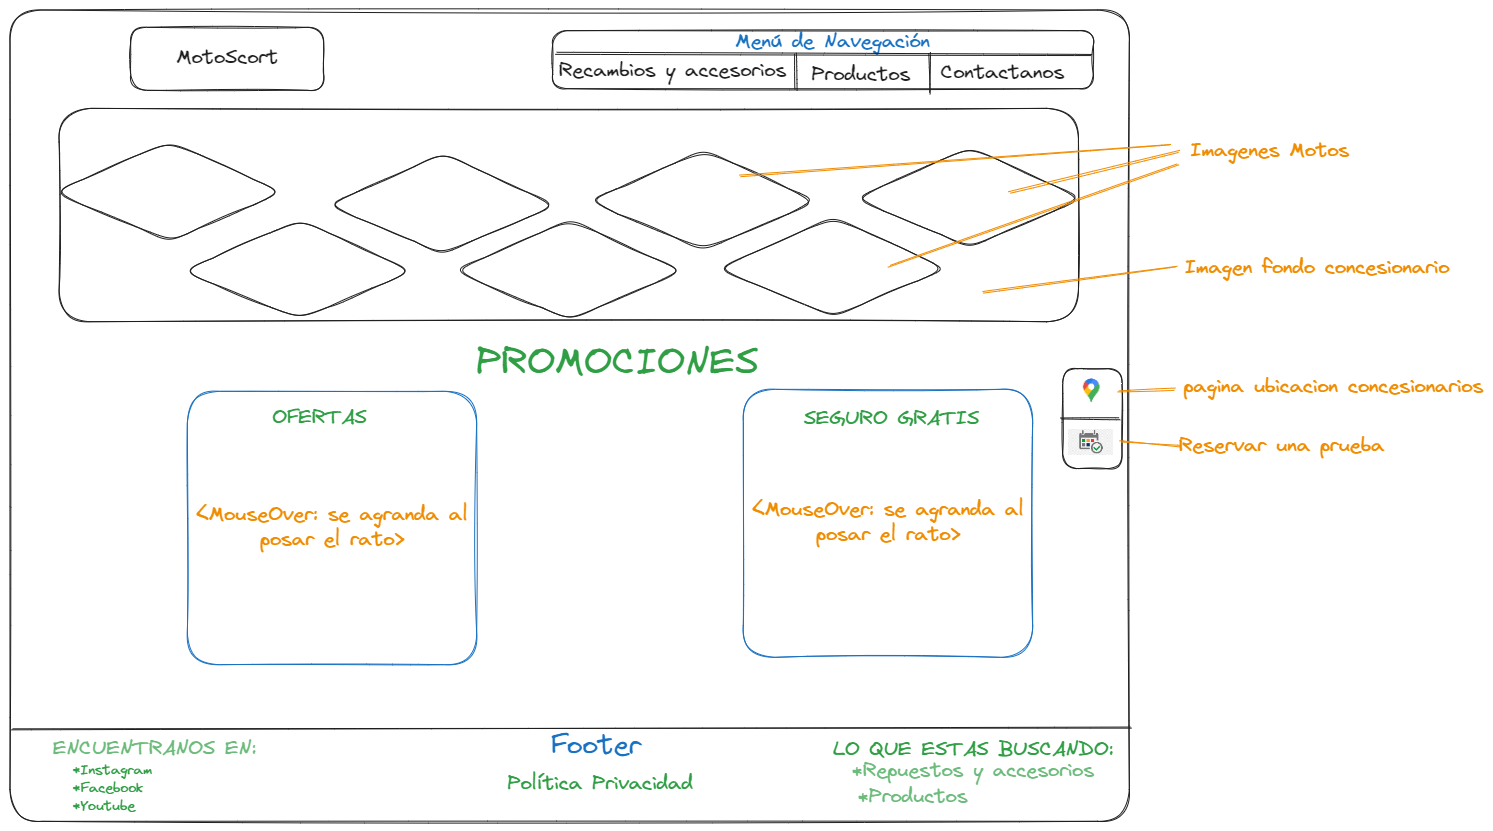 MotoScort
Menú de Navegación
Recambios y accesorios
Productos
Contactanos
Imagenes Motos
Imagen fondo concesionario
PROMOCIONES
OFERTAS
<MouseOver: se agranda al
posar el rato>
SEGURO GRATIS
<MouseOver: se agranda al
posar el rato>
pagina ubicacion concesionarios
Reservar una prueba
ENCUENTRANOS EN:
*Instagram
*Facebook
*Youtube
Footer
Política Privacidad
LO QUE ESTAS BUSCANDO:
*Repuestos y accesorios
*Productos